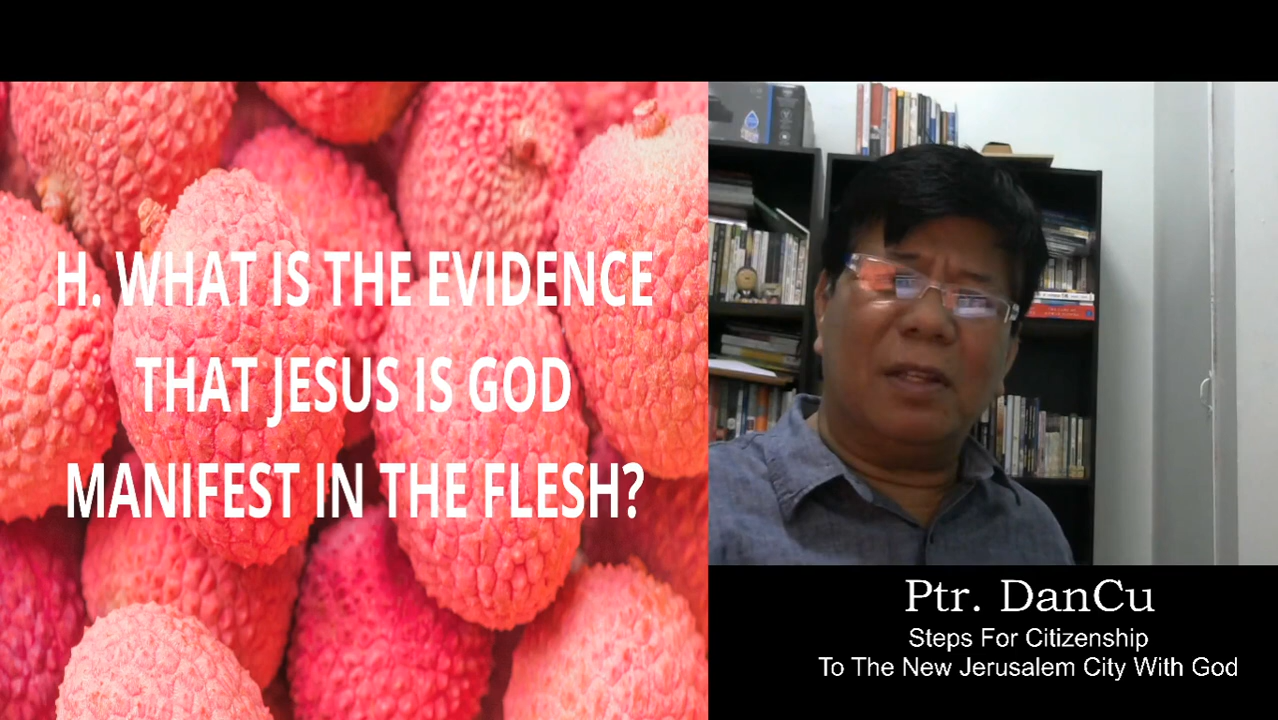 H. WHAT IS THE EVIDENCE
THAT JESUS IS GOD
MANIFEST IN THE FLESH?
Ptr. DanCu
Steps For Citizenship
To The New Jerusalem City With God